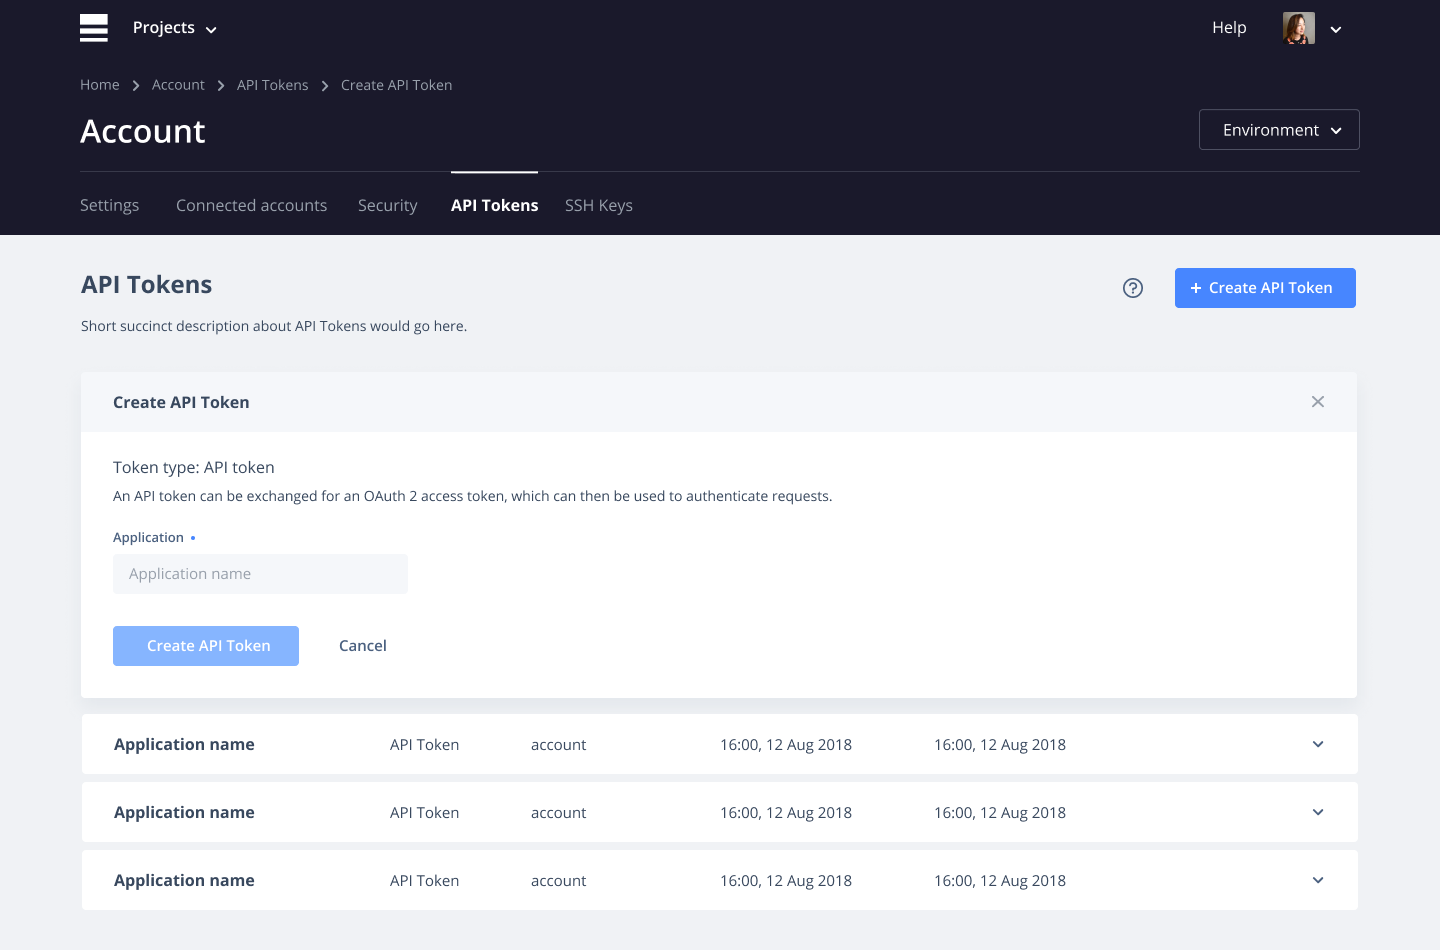 Projects
Help
Home
Account
API Tokens
Create API Token
Account
Environment
Settings
Connected accounts
Security
API Tokens
SSH Keys
API Tokens
+ Create API Token
Short succinct description about API Tokens would go here.
Create API Token
Token type: API token
An API token can be exchanged for an OAuth 2 access token, which can then be used to authenticate requests.
Application
Application name
Create API Token
Cancel
Application name API Token account 16:00, 12 Aug 2018 16:00, 12 Aug 2018
Application name API Token account 16:00, 12 Aug 2018 16:00, 12 Aug 2018
Application name API Token account 16:00, 12 Aug 2018 16:00, 12 Aug 2018